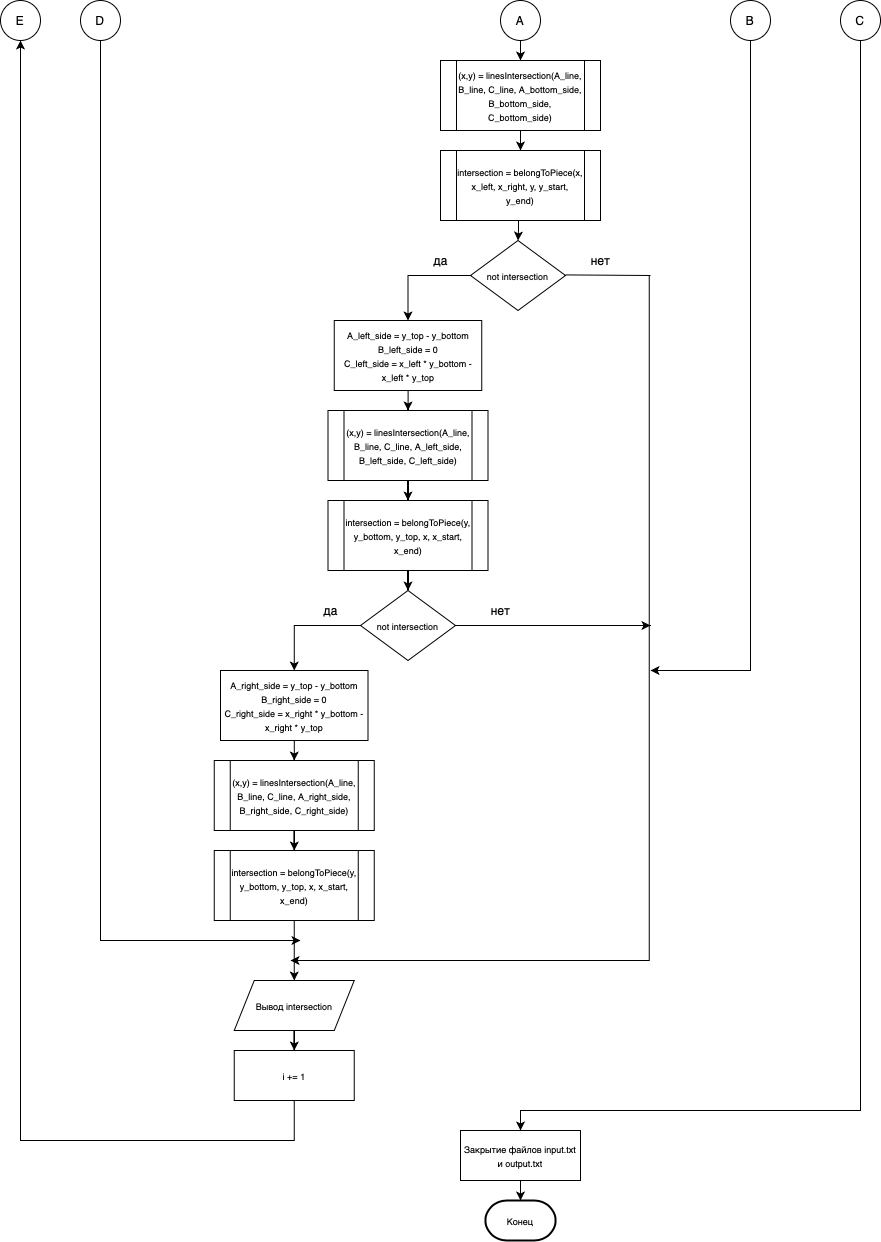 E
D
A
B
C
(x,y) = linesIntersection(A_line,
B_line, C_line, A_bottom_side,
B_bottom_side,
C_bottom_side)
intersection = belongToPiece(x,
x_left, x_right, y, y_start,
y_end)
да
нет
not intersection
A_left_side = y_top - y_bottom
B_left_side = 0
C_left_side = x_left * y_bottom -
x_left * y_top
(x,y) = linesIntersection(A_line,
B_line, C_line, A_left_side,
B_left_side, C_left_side)
intersection = belongToPiece(y,
y_bottom, y_top, x, x_start,
x_end)
да
нет
not intersection
A_right_side = y_top - y_bottom
B_right_side = 0
C_right_side = x_right * y_bottom -
x_right * y_top
(x,y) = linesIntersection(A_line,
B_line, C_line, A_right_side,
B_right_side, C_right_side)
intersection = belongToPiece(y,
y_bottom, y_top, x, x_start,
x_end)
Вывод intersection
i += 1
Закрытие файлов input.txt
и output.txt
Конец